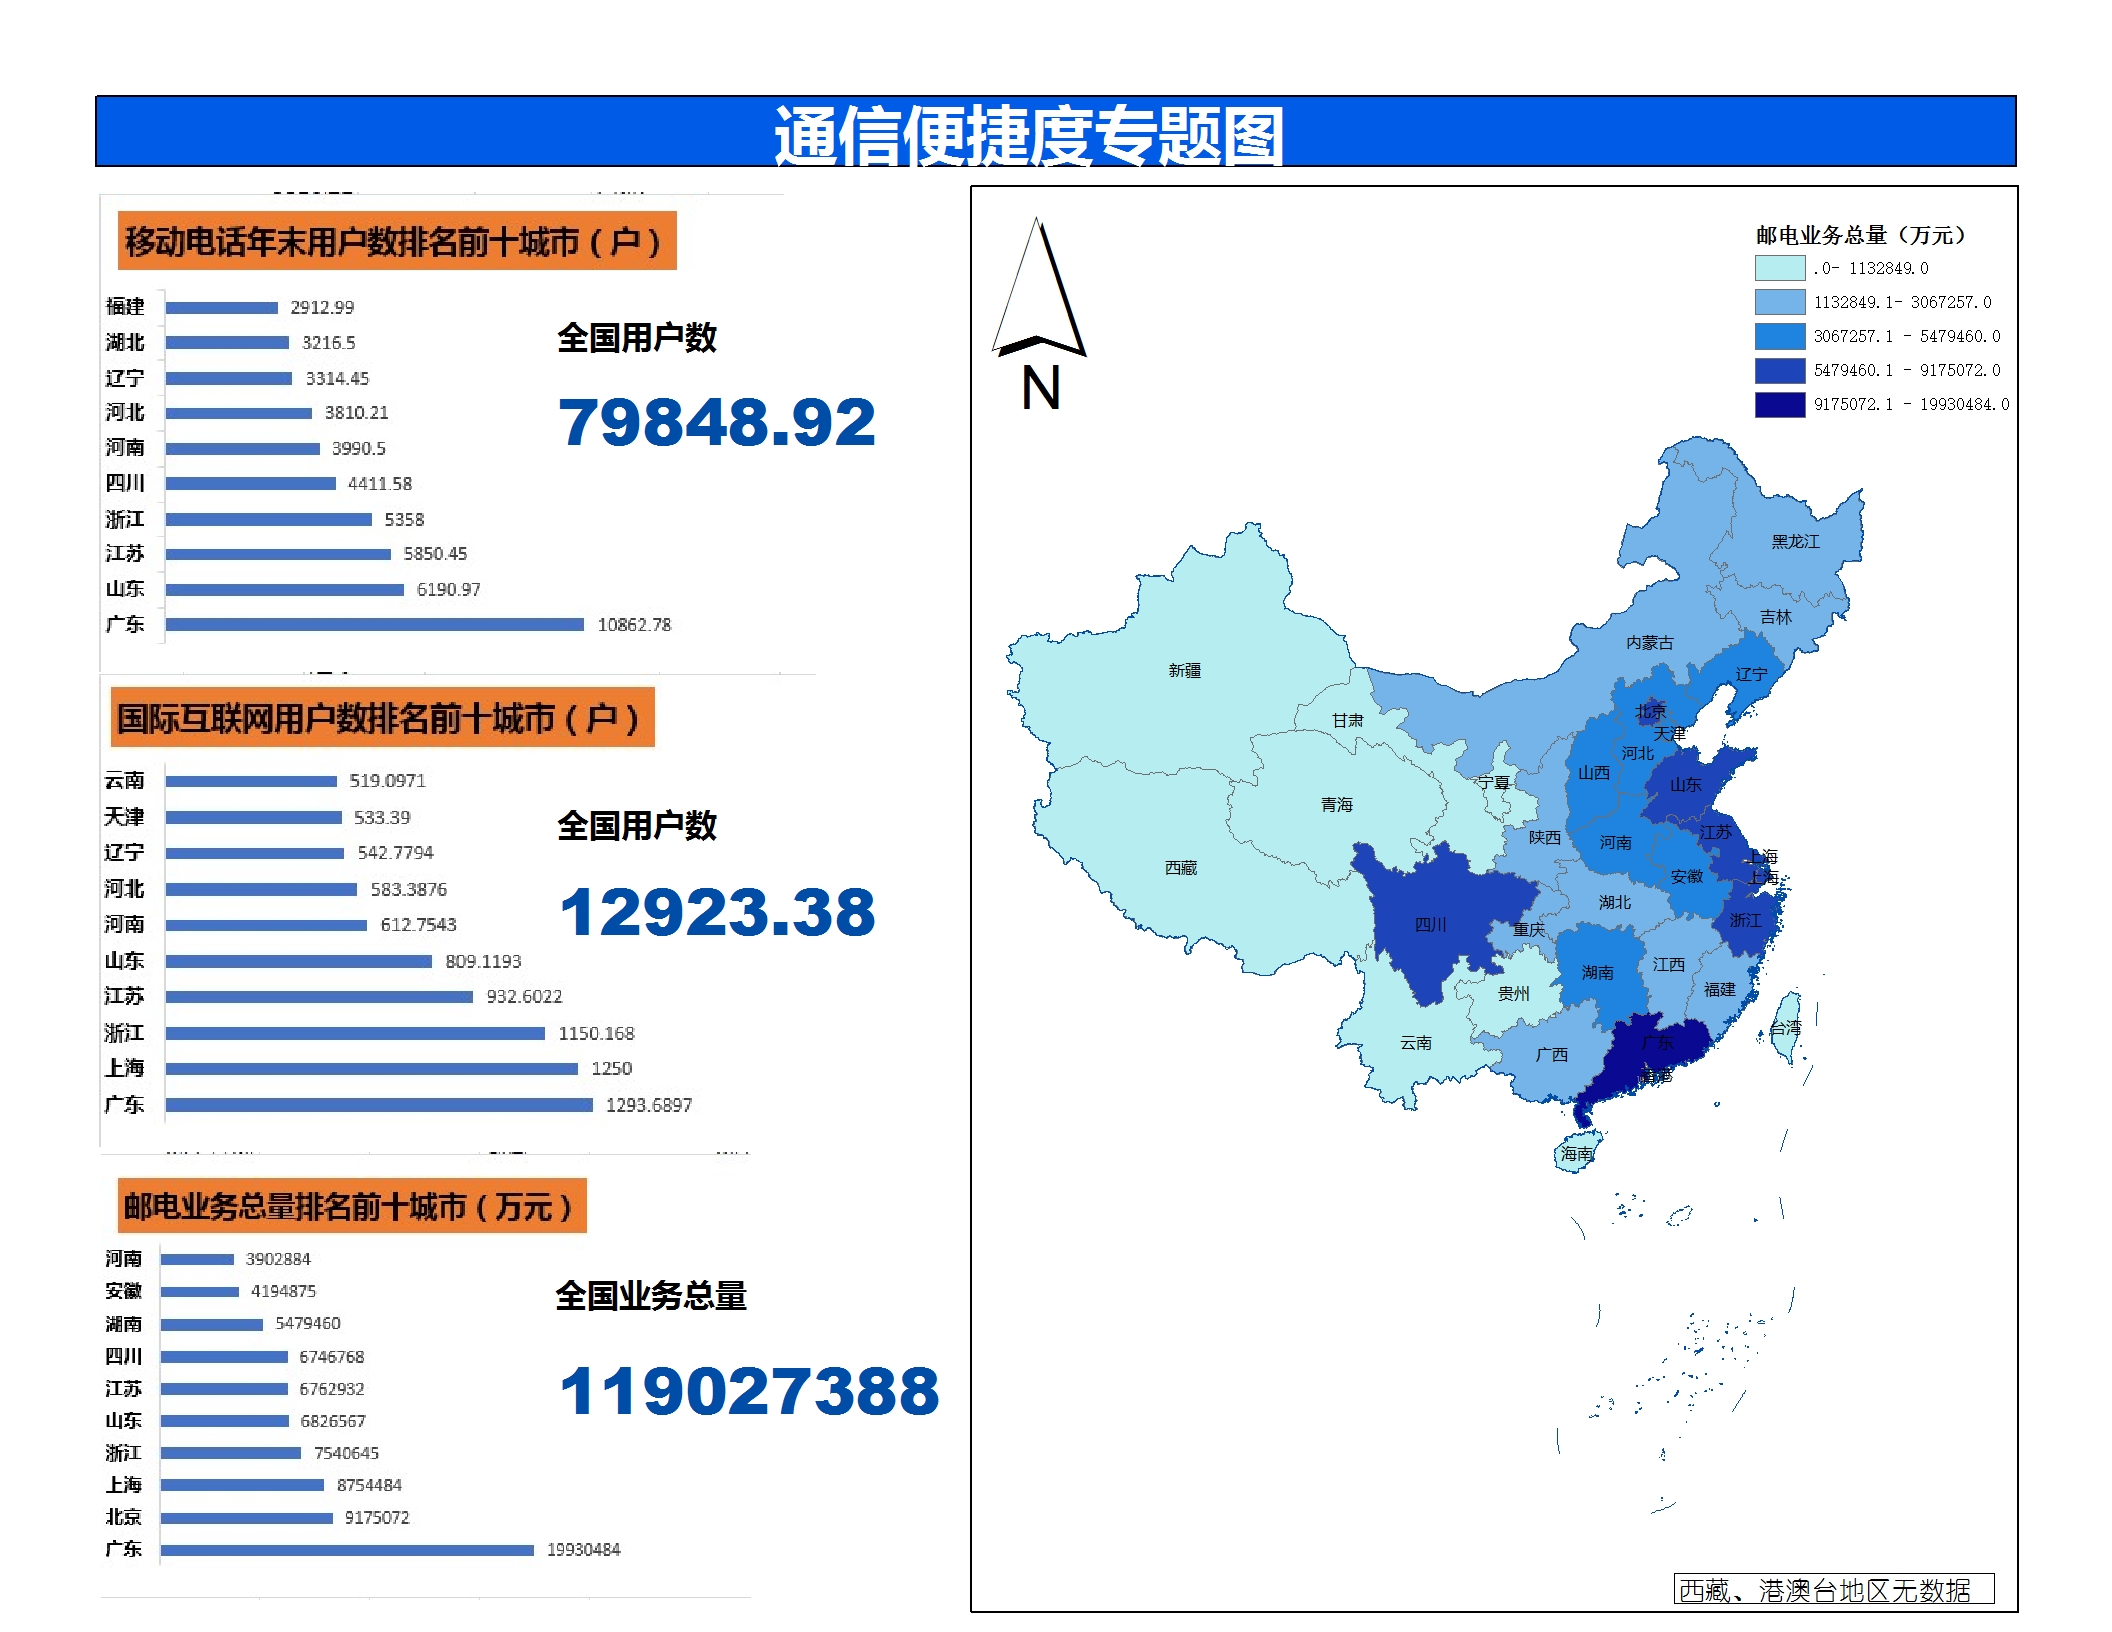 通信便捷度专题图
移动电话年末用户数排名前十城市（户）
福建 2912.99
湖北 3216.5
辽宁 3314.45
河北 3810.21
河南 3990.5
四川 4411.58
浙江 5358
江苏 5850.45
山东 6190.97
广东 10862.78
全国用户数
79848.92
国际互联网用户数排名前十城市（户）
云南 519.0971
天津 533.39
辽宁 542.7794
河北 583.3876
河南 612.7543
山东 809.1193
江苏 932.6022
浙江 1150.168
上海 1250
广东 1293.6897
全国用户数
12923.38
邮电业务总量排名前十城市（万元）
河南 3902884
安徽 4194875
湖南 5479460
四川 6746768
江苏 6762932
山东 6826567
浙江 7540645
上海 8754484
北京 9175072
广东 19930484
全国业务总量
119027388
N
邮电业务总量（万元）
.0- 1132849.0
1132849.1- 3067257.0
3067257.1 - 5479460.0
5479460.1 - 9175072.0
9175072.1 - 19930484.0
黑龙江
吉林
内蒙古
辽宁
新疆
北京
甘肃
天津
河北
山西
宁夏
山东
青海
江苏
陕西
河南
上海
西藏
安徽
上海
湖北
四川
浙江
重庆
江西
湖南
福建
贵州
台湾
云南
广东
广西
海南
西藏、港澳台地区无数据